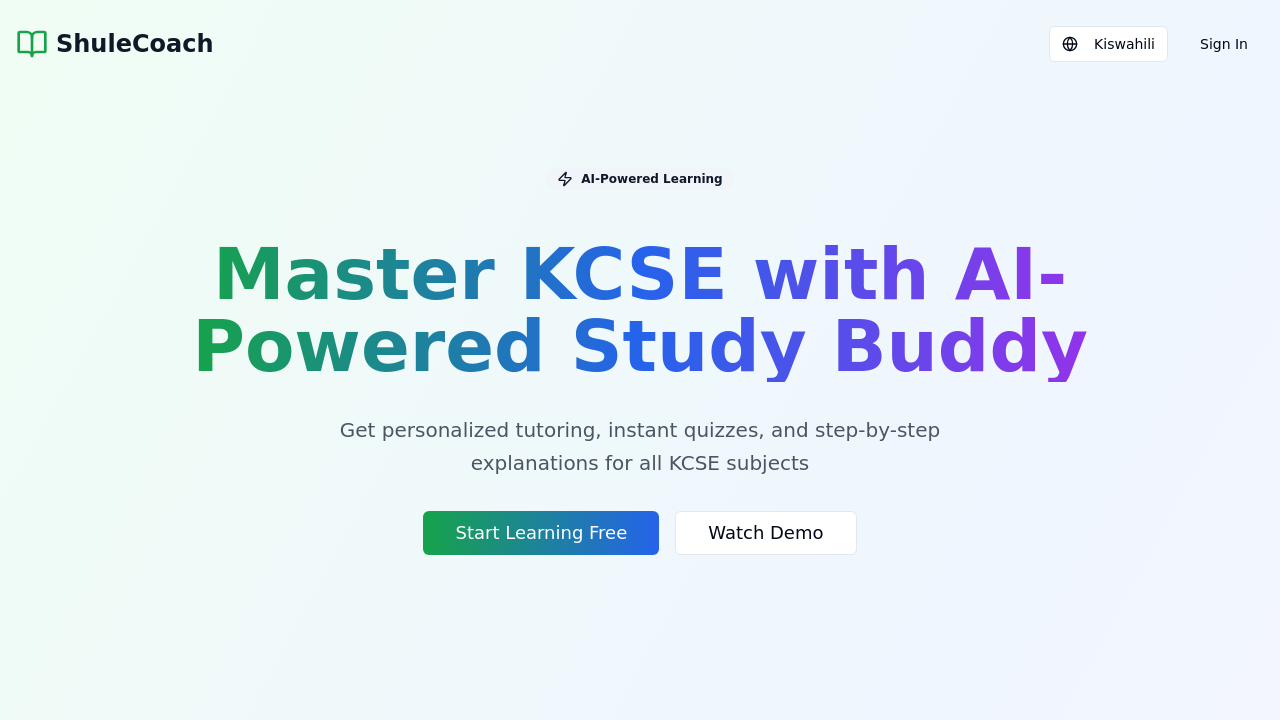 ShuleCoach
Kiswahili
Sign In
AI-Powered Learning
Master KCSE with AI-
Powered Study Buddy
Get personalized tutoring, instant quizzes, and step-by-step
explanations for all KCSE subjects
Start Learning Free
Watch Demo